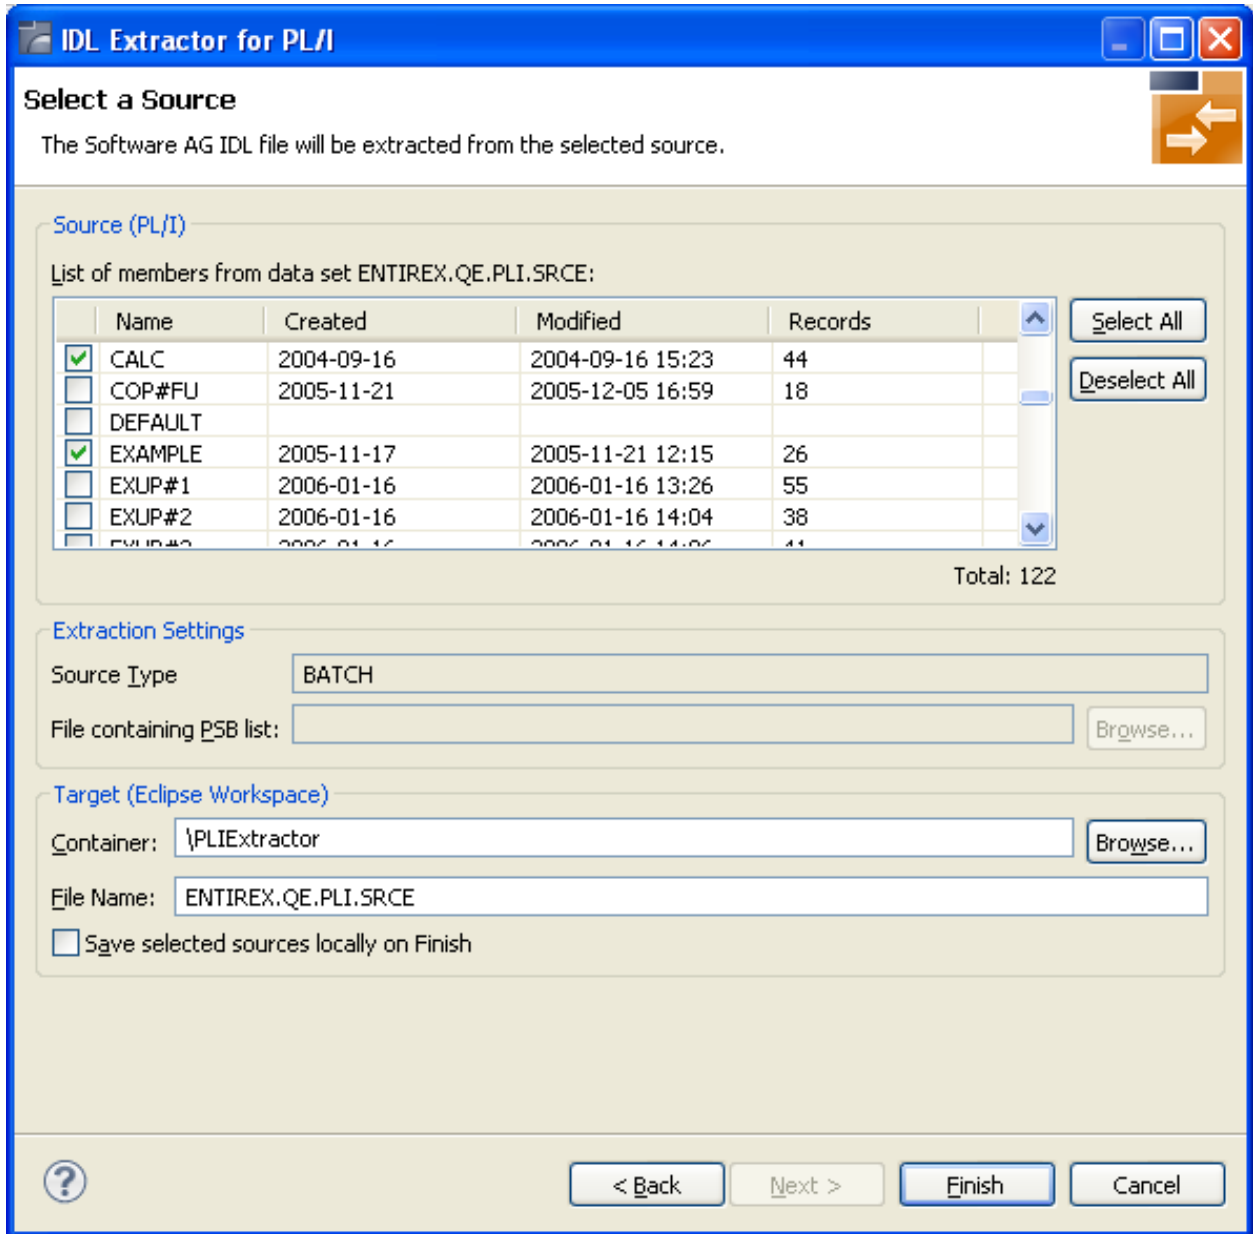 IDL Extractor for PL/I
Select a Source
The Software AG IDL file will be extracted from the selected source.
Source (PL/I)
List of members from data set ENTIREX.QE.PLI.SRCE:
Name Created Modified Records
Select All
CALC 2004-09-16 2004-09-16 15:23 44
COP#FU 2005-11-21 2005-12-05 16:59 18
Deselect All
DEFAULT
EXAMPLE 2005-11-17 2005-11-21 12:15 26
EXUP#1 2006-01-16 2006-01-16 13:26 55
EXUP#2 2006-01-16 2006-01-16 14:04 38
Total: 122
Extraction Settings
Source Type BATCH
File containing PSB list: Browse...
Target (Eclipse Workspace)
Container: \PLIExtractor Browse...
File Name: ENTIREX.QE.PLI.SRCE
Save selected sources locally on Finish
? < Back Next > Finish Cancel